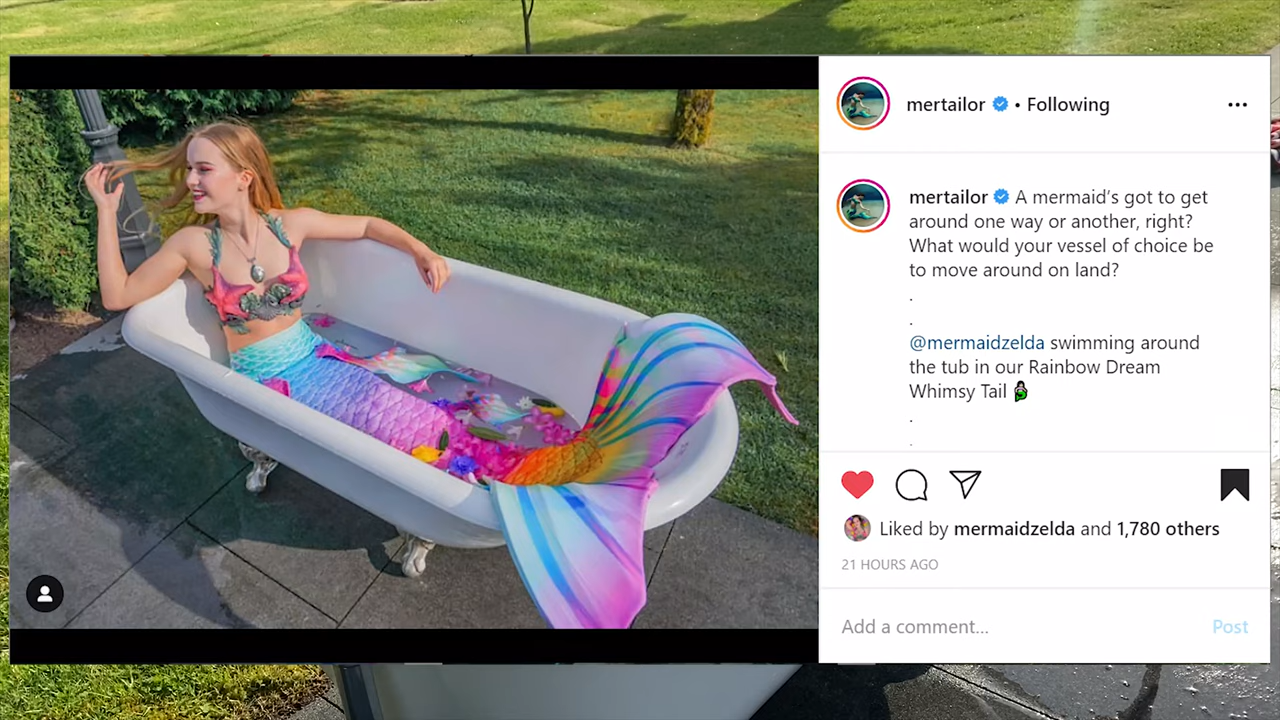 mertailor • Following
mertailor A mermaid's got to get
around one way or another, right?
What would your vessel of choice be
to move around on land?
.
.
@mermaidzelda swimming around
the tub in our Rainbow Dream
Whimsy Tail
.
.
Liked by mermaidzelda and 1,780 others
21 HOURS AGO
Add a comment... Post